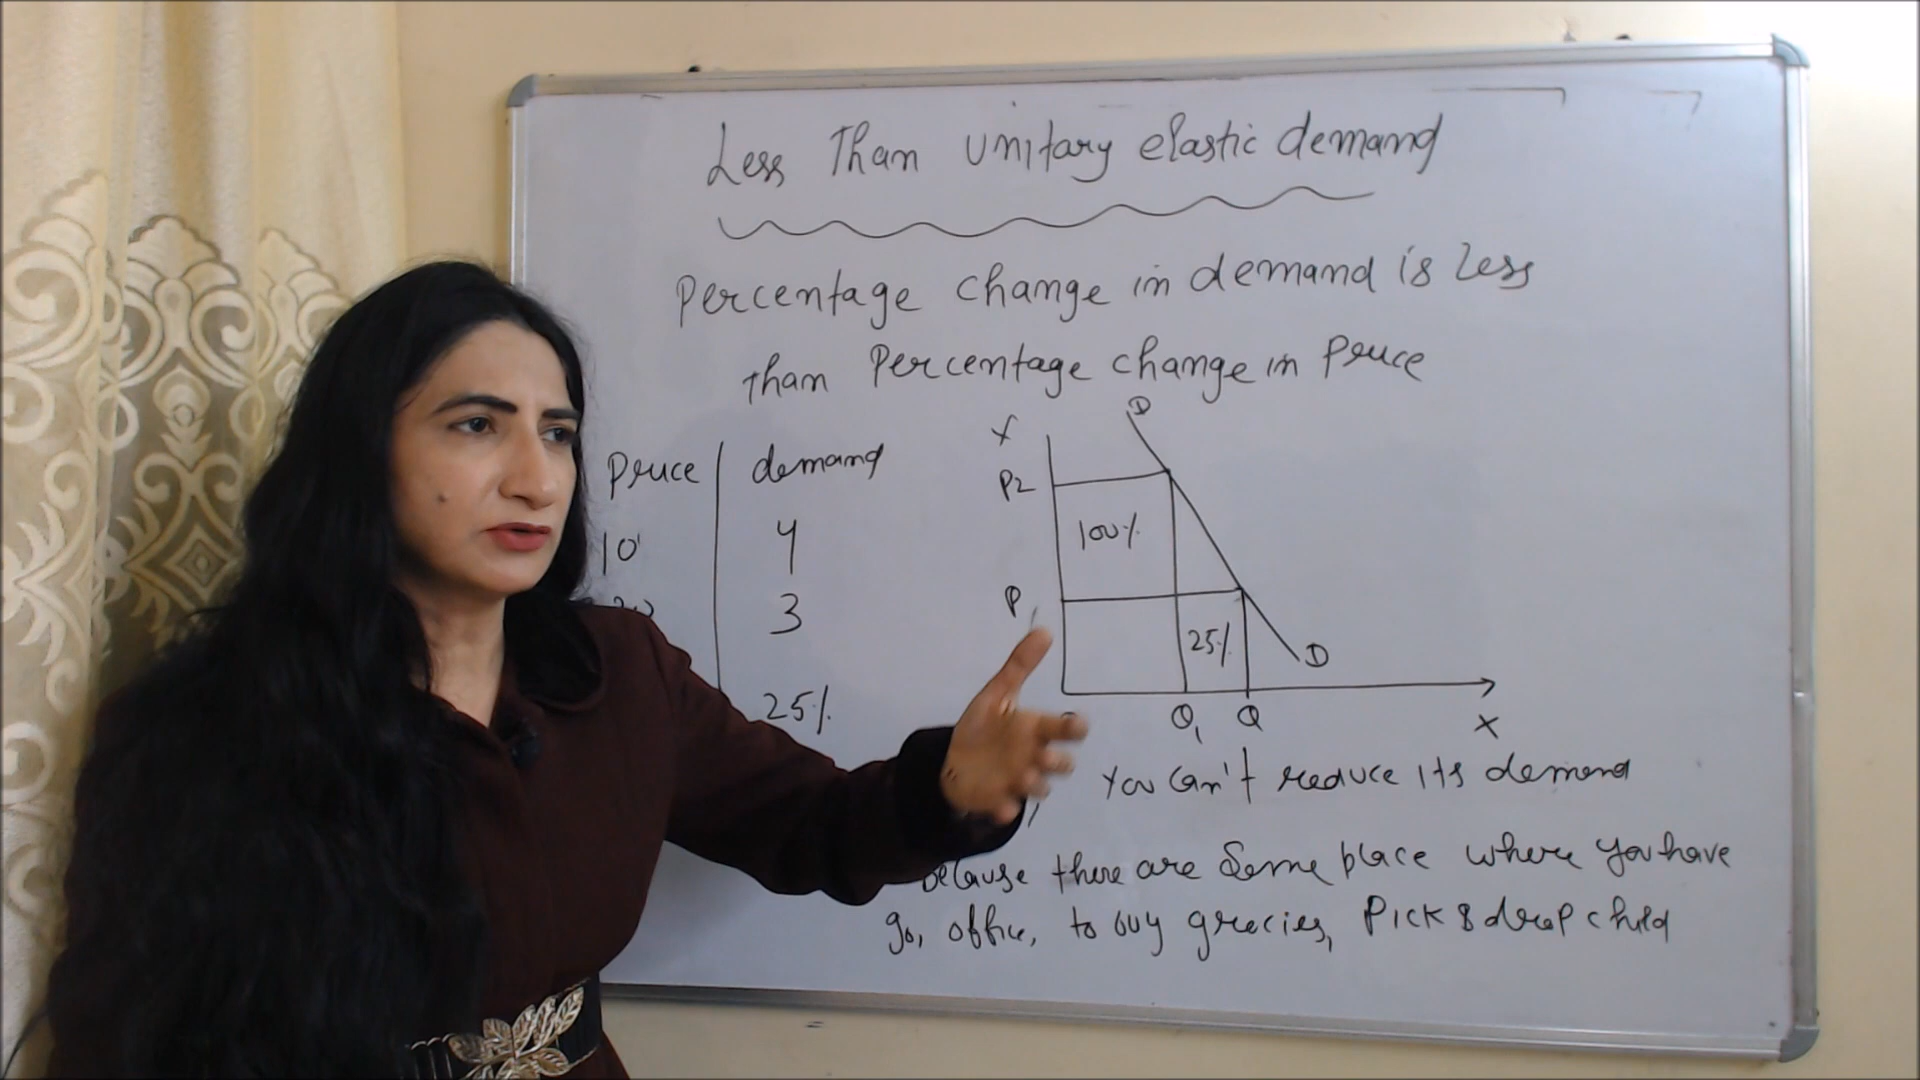 Less Than unitary elastic demand
Percentage change in demand is Less
Than Percentage change in Price
Price demand
10 4
20 3
25%
Y
D
P2
100%
P
25%
D
Q1 Q X
You Can't reduce its demand
because there are Some place where you have
go, office, to buy grocies, Pick & drop child